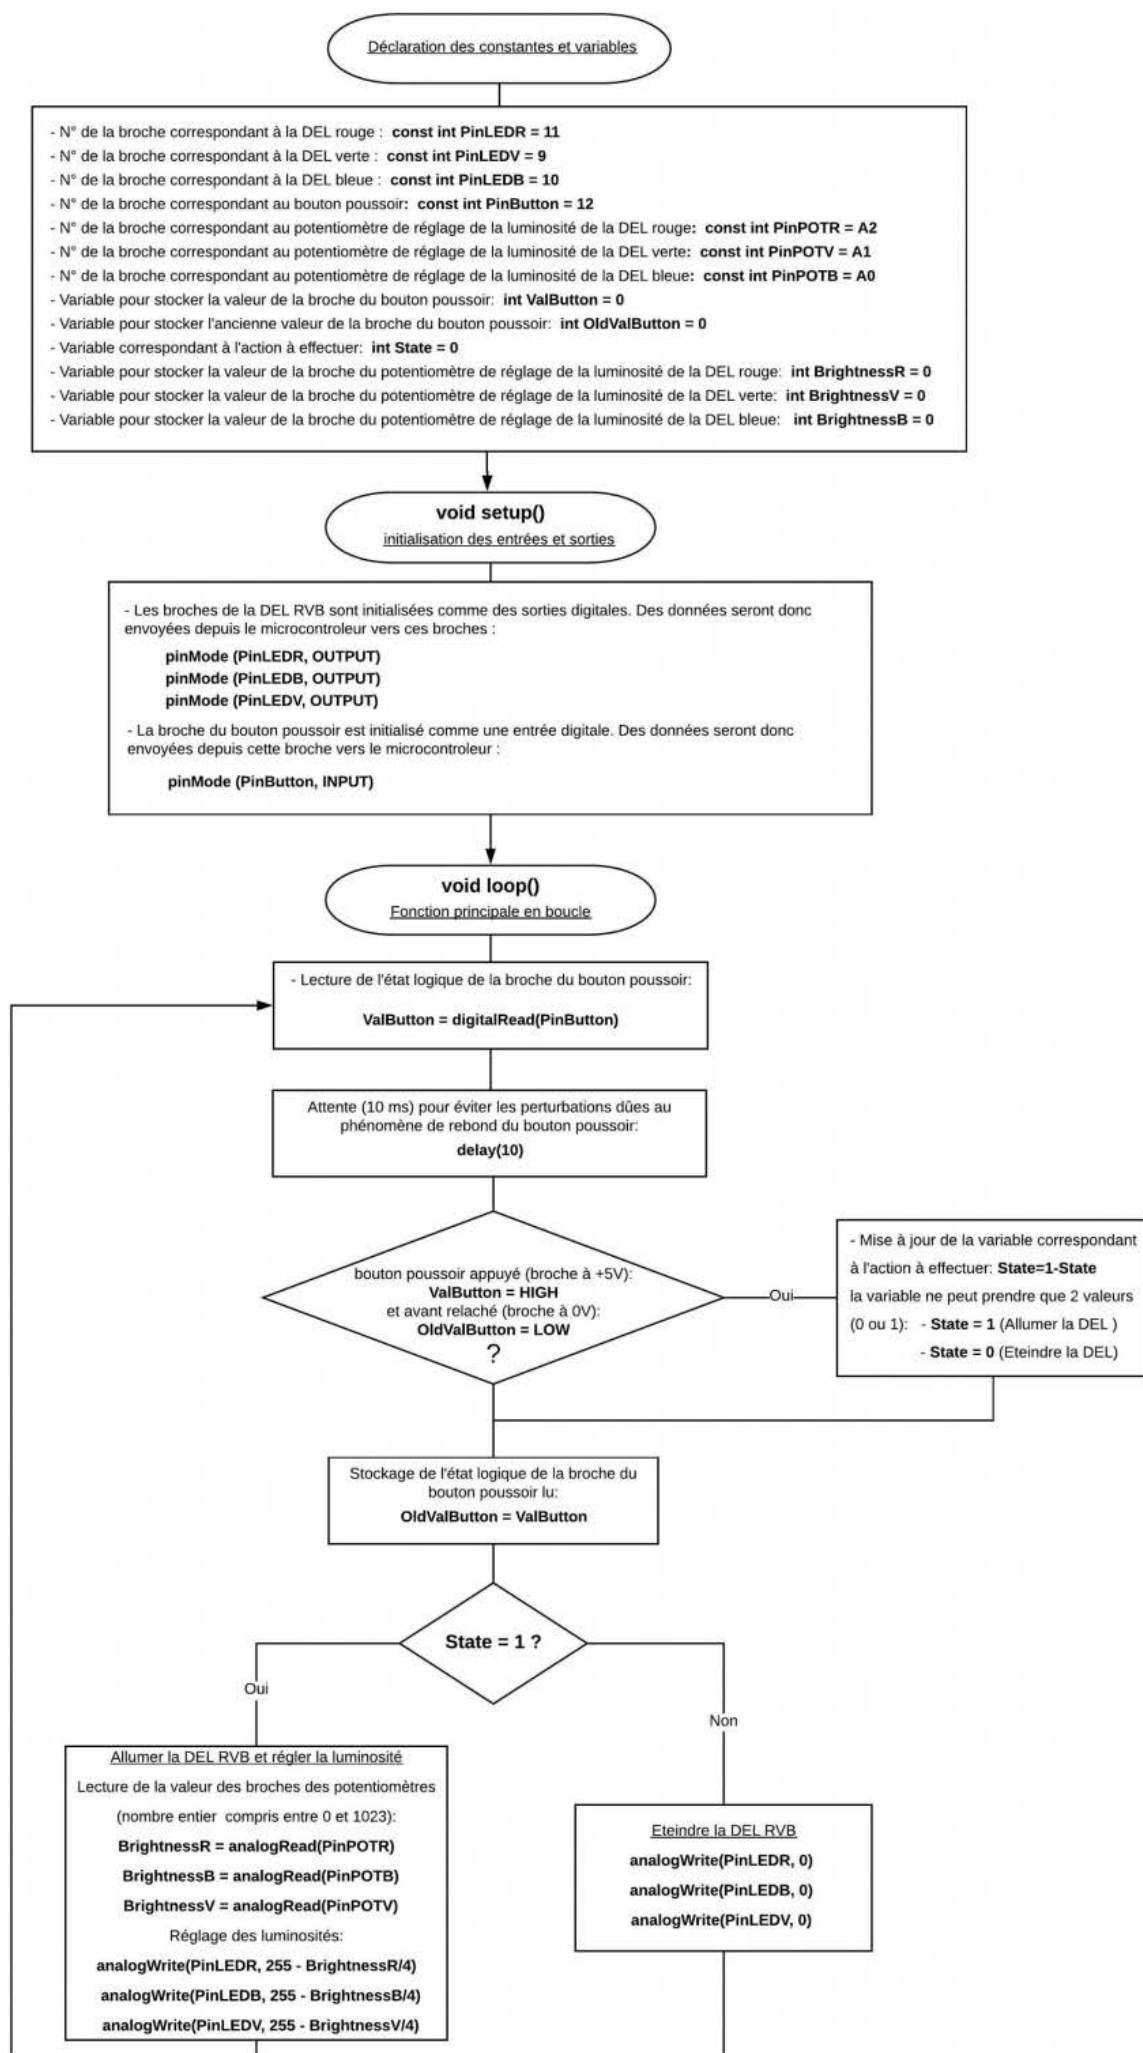 Déclaration des constantes et variables
- N° de la broche correspondant à la DEL rouge : const int PinLEDR = 11
- N° de la broche correspondant à la DEL verte : const int PinLEDV = 9
- N° de la broche correspondant à la DEL bleue : const int PinLEDB = 10
- N° de la broche correspondant au bouton poussoir: const int PinButton = 12
- N° de la broche correspondant au potentiomètre de réglage de la luminosité de la DEL rouge: const int PinPOTR = A2
- N° de la broche correspondant au potentiomètre de réglage de la luminosité de la DEL verte: const int PinPOTV = A1
- N° de la broche correspondant au potentiomètre de réglage de la luminosité de la DEL bleue: const int PinPOTB = A0
- Variable pour stocker la valeur de la broche du bouton poussoir: int ValButton = 0
- Variable pour stocker l'ancienne valeur de la broche du bouton poussoir: int OldValButton = 0
- Variable correspondant à l'action à effectuer: int State = 0
- Variable pour stocker la valeur de la broche du potentiomètre de réglage de la luminosité de la DEL rouge: int BrightnessR = 0
- Variable pour stocker la valeur de la broche du potentiomètre de réglage de la luminosité de la DEL verte: int BrightnessV = 0
- Variable pour stocker la valeur de la broche du potentiomètre de réglage de la luminosité de la DEL bleue: int BrightnessB = 0
void setup()
initialisation des entrées et sorties
- Les broches de la DEL RVB sont initialisées comme des sorties digitales. Des données seront donc
envoyées depuis le microcontroleur vers ces broches :
pinMode (PinLEDR, OUTPUT)
pinMode (PinLEDB, OUTPUT)
pinMode (PinLEDV, OUTPUT)
- La broche du bouton poussoir est initialisé comme une entrée digitale. Des données seront donc
envoyées depuis cette broche vers le microcontroleur :
pinMode (PinButton, INPUT)
void loop()
Fonction principale en boucle
- Lecture de l'état logique de la broche du bouton poussoir:
ValButton = digitalRead(PinButton)
Attente (10 ms) pour éviter les perturbations dûes au
phénomène de rebond du bouton poussoir:
delay(10)
bouton poussoir appuyé (broche à +5V):
ValButton = HIGH
et avant relaché (broche à 0V):
OldValButton = LOW
?
Oui
- Mise à jour de la variable correspondant
à l'action à effectuer: State=1-State
la variable ne peut prendre que 2 valeurs
(0 ou 1): - State = 1 (Allumer la DEL )
- State = 0 (Eteindre la DEL)
Stockage de l'état logique de la broche du
bouton poussoir lu:
OldValButton = ValButton
State = 1 ?
Oui
Non
Allumer la DEL RVB et régler la luminosité
Lecture de la valeur des broches des potentiomètres
(nombre entier compris entre 0 et 1023):
BrightnessR = analogRead(PinPOTR)
BrightnessB = analogRead(PinPOTB)
BrightnessV = analogRead(PinPOTV)
Réglage des luminosités:
analogWrite(PinLEDR, 255 - BrightnessR/4)
analogWrite(PinLEDB, 255 - BrightnessB/4)
analogWrite(PinLEDV, 255 - BrightnessV/4)
Eteindre la DEL RVB
analogWrite(PinLEDR, 0)
analogWrite(PinLEDB, 0)
analogWrite(PinLEDV, 0)